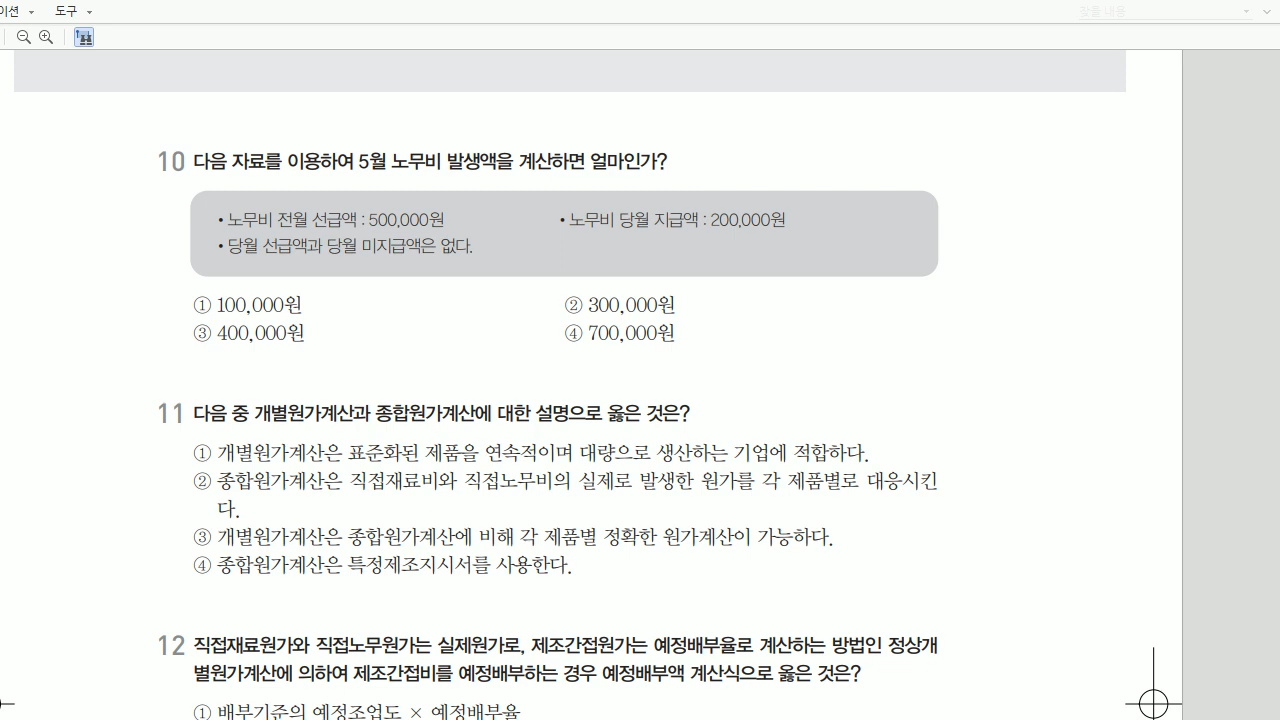 이션 도구
찾을 내용
10 다음 자료를 이용하여 5월 노무비 발생액을 계산하면 얼마인가?
• 노무비 전월 선급액 : 500,000원 • 노무비 당월 지급액 : 200,000원
• 당월 선급액과 당월 미지급액은 없다.
① 100,000원 ② 300,000원
③ 400,000원 ④ 700,000원
11 다음 중 개별원가계산과 종합원가계산에 대한 설명으로 옳은 것은?
① 개별원가계산은 표준화된 제품을 연속적이며 대량으로 생산하는 기업에 적합하다.
② 종합원가계산은 직접재료비와 직접노무비의 실제로 발생한 원가를 각 제품별로 대응시킨
다.
③ 개별원가계산은 종합원가계산에 비해 각 제품별 정확한 원가계산이 가능하다.
④ 종합원가계산은 특정제조지시서를 사용한다.
12 직접재료원가와 직접노무원가는 실제원가로, 제조간접원가는 예정배부율로 계산하는 방법인 정상개
별원가계산에 의하여 제조간접비를 예정배부하는 경우 예정배부액 계산식으로 옳은 것은?
① 배부기준의 예정조업도 × 예정배부율